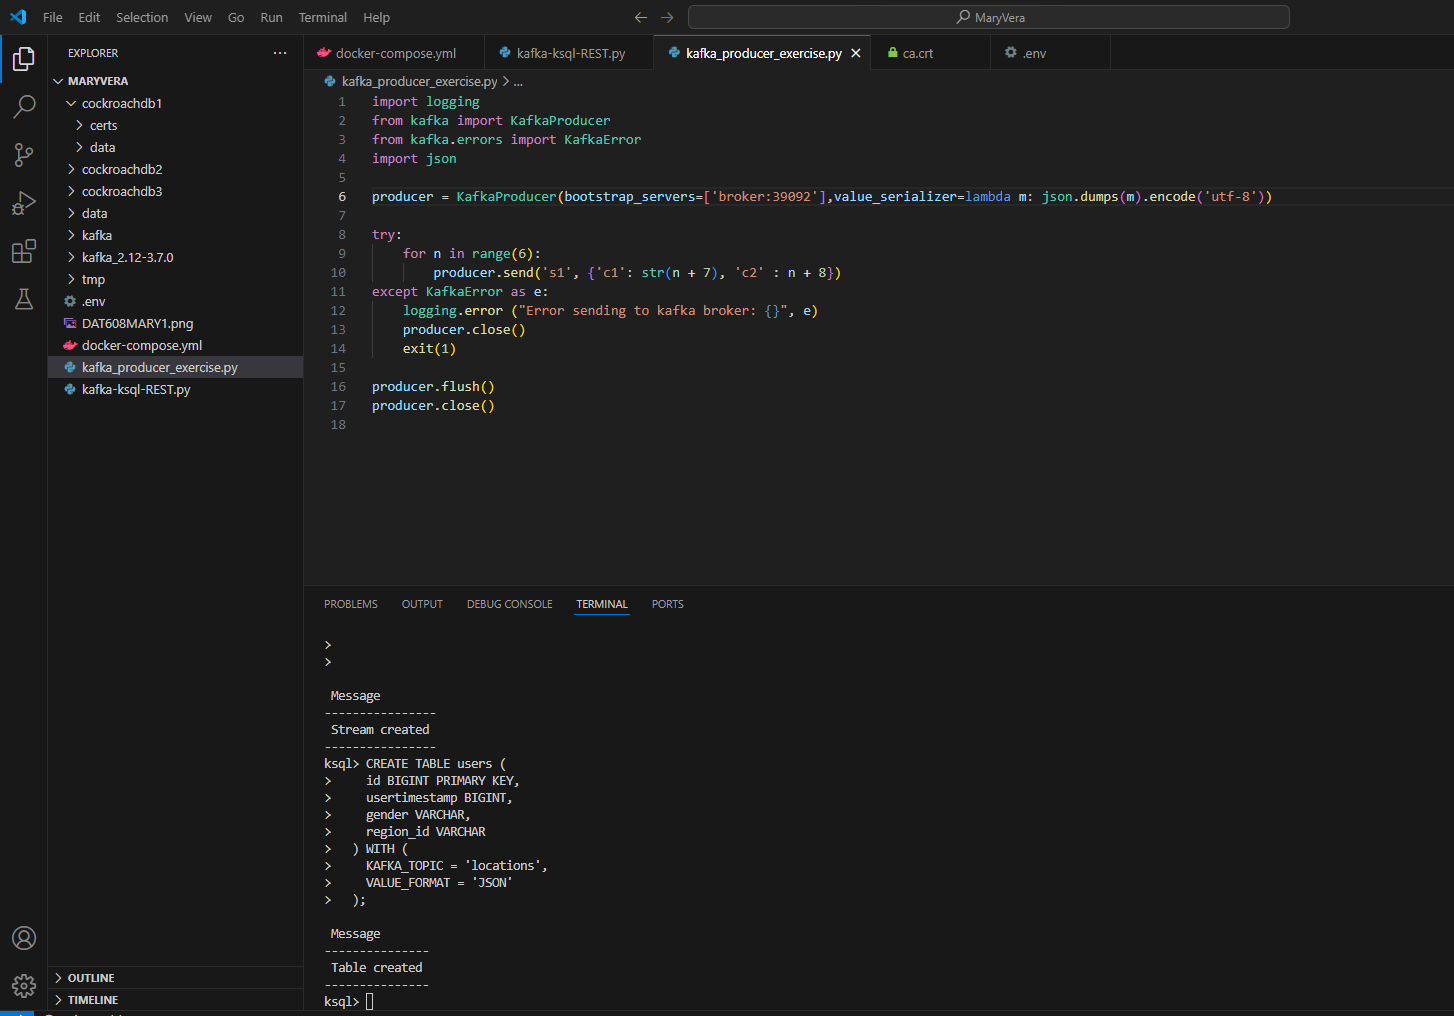 File Edit Selection View Go Run Terminal Help
MaryVera
EXPLORER
MARYVERA
cockroachdb1
certs
data
cockroachdb2
cockroachdb3
data
kafka
kafka_2.12-3.7.0
tmp
.env
DAT608MARY1.png
docker-compose.yml
kafka_producer_exercise.py
kafka-ksql-REST.py
OUTLINE
TIMELINE
docker-compose.yml kafka-ksql-REST.py kafka_producer_exercise.py ca.crt .env
kafka_producer_exercise.py > ...
1 import logging
2 from kafka import KafkaProducer
3 from kafka.errors import KafkaError
4 import json
5
6 producer = KafkaProducer(bootstrap_servers=['broker:39092'],value_serializer=lambda m: json.dumps(m).encode('utf-8'))
7
8 try:
9     for n in range(6):
10         producer.send('s1', {'c1': str(n + 7), 'c2' : n + 8})
11 except KafkaError as e:
12     logging.error ("Error sending to kafka broker: {}", e)
13     producer.close()
14     exit(1)
15
16 producer.flush()
17 producer.close()
18
PROBLEMS OUTPUT DEBUG CONSOLE TERMINAL PORTS
>
>
Message
----------------
Stream created
----------------
ksql> CREATE TABLE users (
>     id BIGINT PRIMARY KEY,
>     usertimestamp BIGINT,
>     gender VARCHAR,
>     region_id VARCHAR
>   ) WITH (
>     KAFKA_TOPIC = 'locations',
>     VALUE_FORMAT = 'JSON'
>   );
Message
---------------
Table created
---------------
ksql>